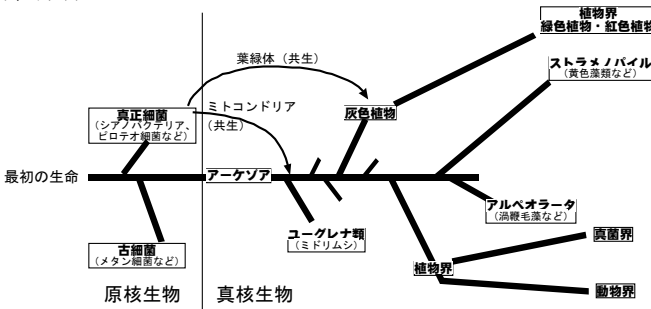 植物界
緑色植物・紅色植物
葉緑体（共生）
ストラメノパイル
（黄色藻類など）
真正細菌
（シアノバクテリア、
ピロテオ細菌など）
ミトコンドリア
（共生）
灰色植物
最初の生命
アーケゾア
アルペオラータ
（渦鞭毛藻など）
ユーグレナ類
（ミドリムシ）
古細菌
（メタン細菌など）
真菌界
植物界
動物界
原核生物
真核生物